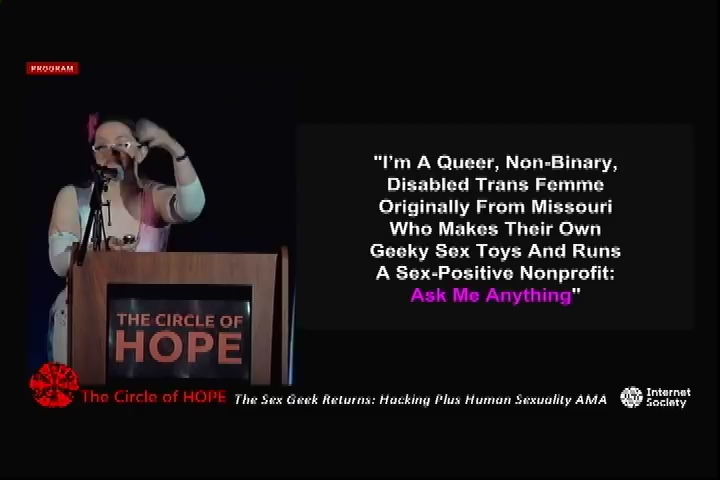 PROGRAM
"I'm A Queer, Non-Binary,
Disabled Trans Femme
Originally From Missouri
Who Makes Their Own
Geeky Sex Toys And Runs
A Sex-Positive Nonprofit:
Ask Me Anything"
THE CIRCLE OF
HOPE
The Circle of HOPE
The Sex Geek Returns: Hacking Plus Human Sexuality AMA
Internet
Society